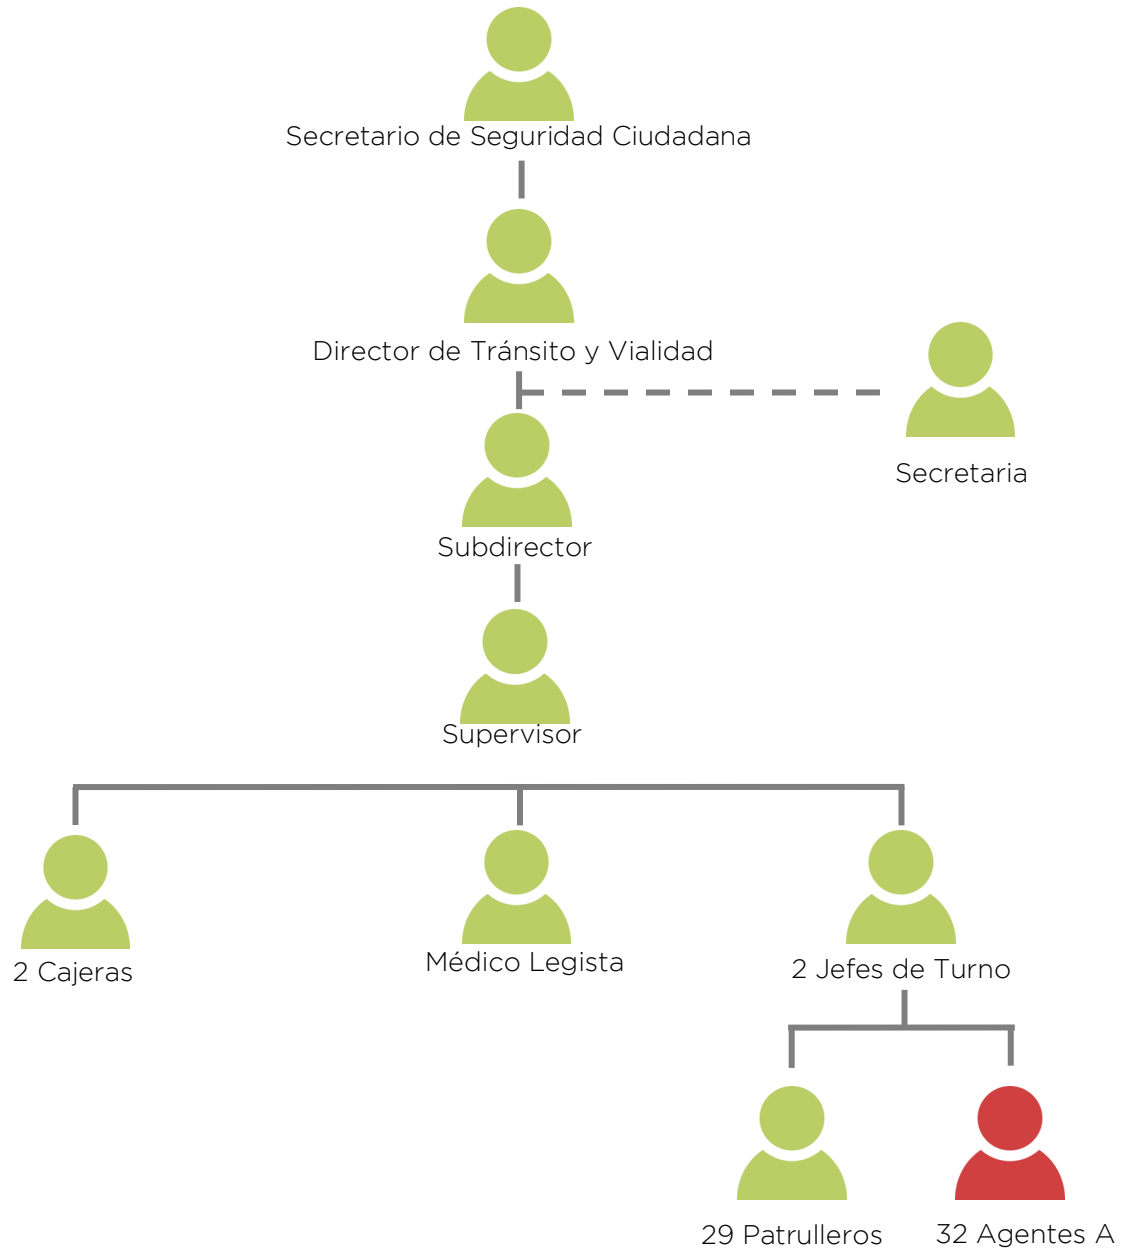 Secretario de Seguridad Ciudadana
Director de Tránsito y Vialidad
Secretaria
Subdirector
Supervisor
2 Cajeras
Médico Legista
2 Jefes de Turno
29 Patrulleros
32 Agentes A